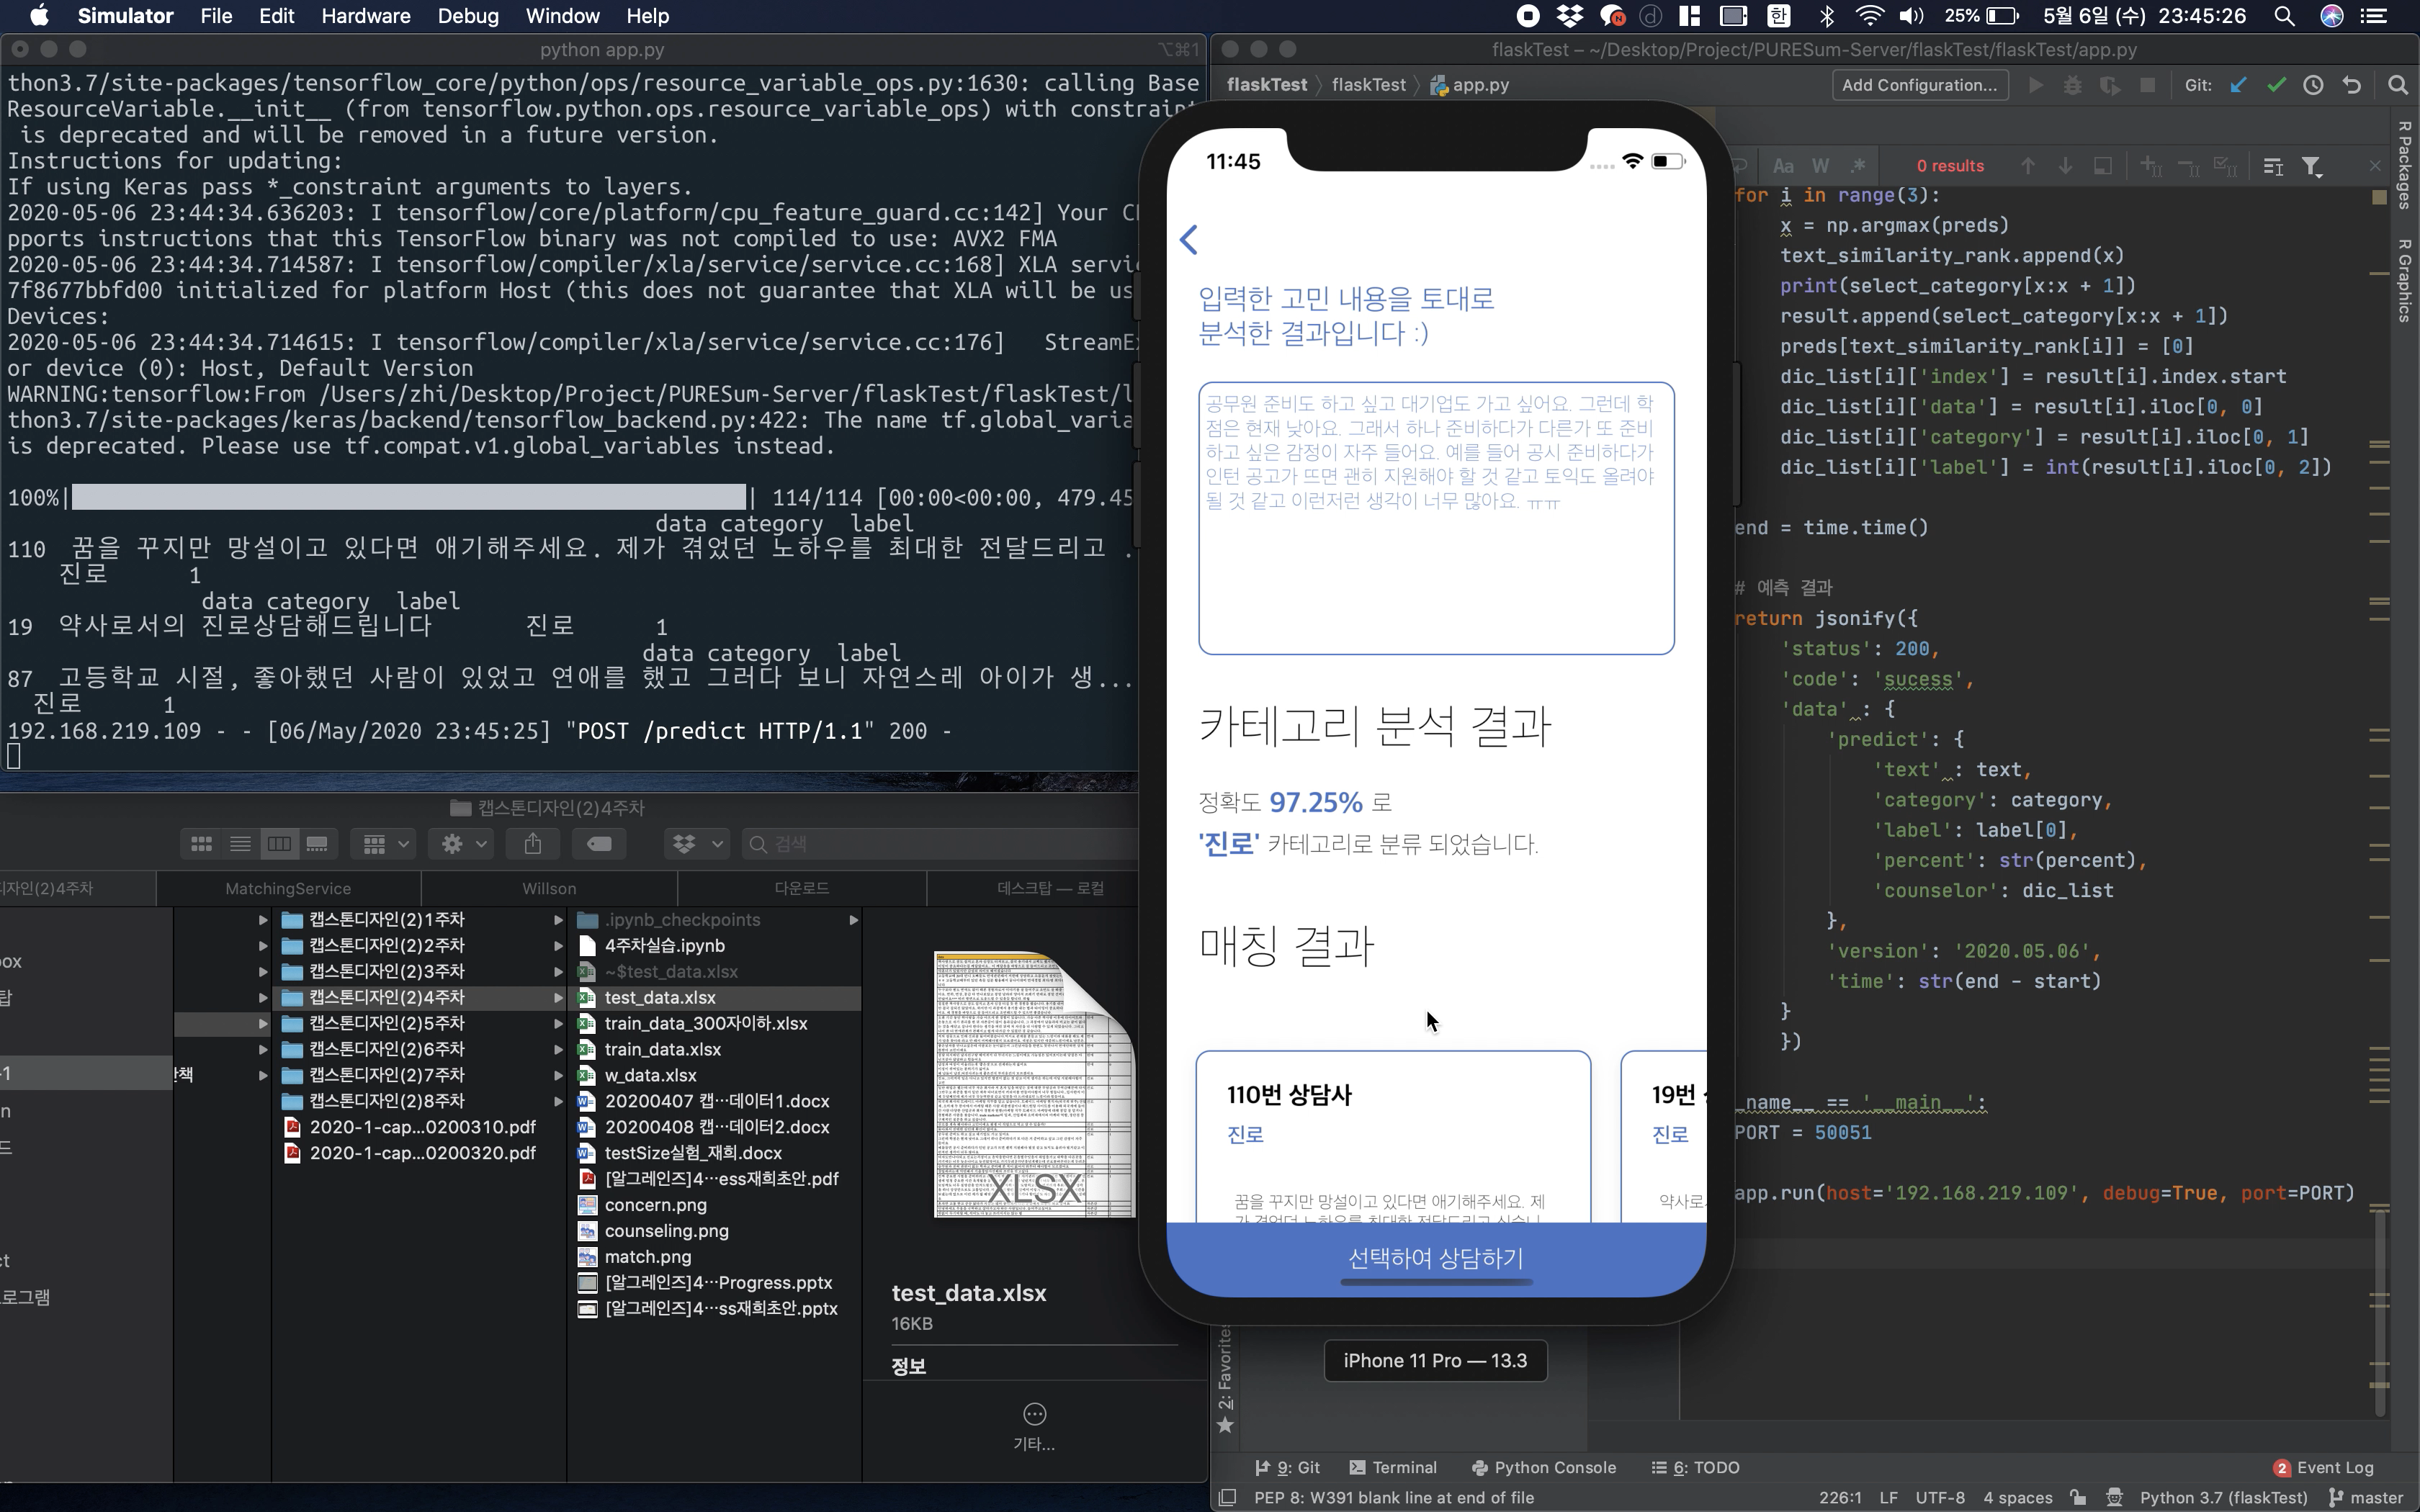 Simulator File Edit Hardware Debug Window Help
25% 5월 6일 (수) 23:45:26
python app.py
⌥⌘1
thon3.7/site-packages/tensorflow_core/python/ops/resource_variable_ops.py:1630: calling Base
ResourceVariable.__init__ (from tensorflow.python.ops.resource_variable_ops) with constraint
is deprecated and will be removed in a future version.
Instructions for updating:
If using Keras pass *_constraint arguments to layers.
2020-05-06 23:44:34.636203: I tensorflow/core/platform/cpu_feature_guard.cc:142] Your
pports instructions that this TensorFlow binary was not compiled to use: AVX2 FMA
2020-05-06 23:44:34.714587: I tensorflow/compiler/xla/service/service.cc:168] XLA servi
7f8677bbfd00 initialized for platform Host (this does not guarantee that XLA will be us
Devices:
2020-05-06 23:44:34.714615: I tensorflow/compiler/xla/service/service.cc:176] StreamE
or device (0): Host, Default Version
WARNING:tensorflow:From /Users/zhi/Desktop/Project/PURESum-Server/flaskTest/flaskTest/l
thon3.7/site-packages/keras/backend/tensorflow_backend.py:422: The name tf.global_varia
is deprecated. Please use tf.compat.v1.global_variables instead.
100%| | 114/114 [00:00<00:00, 479.45
data category label
110 꿈을 꾸지만 망설이고 있다면 얘기해주세요. 제가 겪었던 노하우를 최대한 전달드리고 .
진로 1
data category label
19 약사로서의 진로상담해드립니다 진로 1
data category label
87 고등학교 시절, 좋아했던 사람이 있었고 연애를 했고 그러다 보니 자연스레 아이가 생...
진로 1
192.168.219.109 - - [06/May/2020 23:45:25] "POST /predict HTTP/1.1" 200 -
캡스톤디자인(2)4주차
검색
디자인(2)4주차 MatchingService Willson 다운로드 데스크탑 — 로컬
ox
탑
-1
n
드
ct
로그램
책
캡스톤디자인(2)1주차
캡스톤디자인(2)2주차
캡스톤디자인(2)3주차
캡스톤디자인(2)4주차
캡스톤디자인(2)5주차
캡스톤디자인(2)6주차
캡스톤디자인(2)7주차
캡스톤디자인(2)8주차
2020-1-cap...0200310.pdf
2020-1-cap...0200320.pdf
.ipynb_checkpoints
4주차실습.ipynb
~$test_data.xlsx
test_data.xlsx
train_data_300자이하.xlsx
train_data.xlsx
w_data.xlsx
20200407 캡…데이터1.docx
20200408 캡…데이터2.docx
testSize실험_재희.docx
[알그레인즈]4…ess재희초안.pdf
concern.png
counseling.png
match.png
[알그레인즈]4…Progress.pptx
[알그레인즈]4…ss재희초안.pptx
XLSX
test_data.xlsx
16KB
정보
기타...
11:45
입력한 고민 내용을 토대로
분석한 결과입니다 :)
공무원 준비도 하고 싶고 대기업도 가고 싶어요. 그런데 학
점은 현재 낮아요. 그래서 하나 준비하다가 다른가 또 준비
하고 싶은 감정이 자주 들어요. 예를 들어 공시 준비하다가
인턴 공고가 뜨면 괜히 지원해야 할 것 같고 토익도 올려야
될 것 같고 이런저런 생각이 너무 많아요. ㅠㅠ
카테고리 분석 결과
정확도 97.25% 로
'진로' 카테고리로 분류 되었습니다.
매칭 결과
110번 상담사
진로
꿈을 꾸지만 망설이고 있다면 얘기해주세요. 제
가 겪었던 노하우를 최대한 전달드리고 싶습니
19번
진로
약사로
선택하여 상담하기
iPhone 11 Pro — 13.3
flaskTest – ~/Desktop/Project/PURESum-Server/flaskTest/flaskTest/app.py
flaskTest flaskTest app.py
Add Configuration...
Git:
Aa W .* 0 results
for i in range(3):
x = np.argmax(preds)
text_similarity_rank.append(x)
print(select_category[x:x + 1])
result.append(select_category[x:x + 1])
preds[text_similarity_rank[i]] = [0]
dic_list[i]['index'] = result[i].index.start
dic_list[i]['data'] = result[i].iloc[0, 0]
dic_list[i]['category'] = result[i].iloc[0, 1]
dic_list[i]['label'] = int(result[i].iloc[0, 2])
end = time.time()
# 예측 결과
return jsonify({
'status': 200,
'code': 'sucess',
'data' : {
'predict': {
'text' : text,
'category': category,
'label': label[0],
'percent': str(percent),
'counselor': dic_list
},
'version': '2020.05.06',
'time': str(end - start)
}
})
_name__ == '__main__':
PORT = 50051
app.run(host='192.168.219.109', debug=True, port=PORT)
R Packages
R Graphics
2: Favorites
9: Git Terminal Python Console 6: TODO
2 Event Log
PEP 8: W391 blank line at end of file
226:1 LF UTF-8 4 spaces Python 3.7 (flaskTest) master